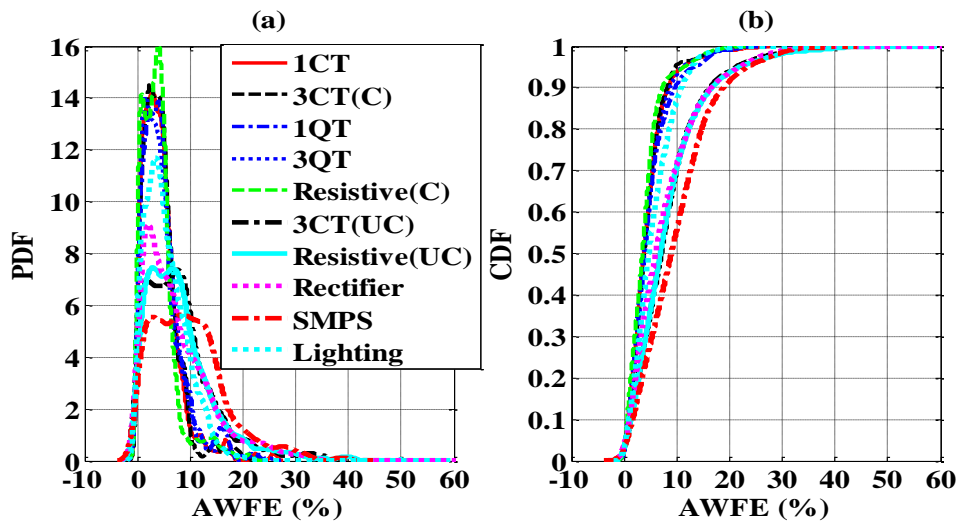 (a)
PDF
16
14
12
10
8
6
4
2
0
-10 0 10 20 30 40 50 60
AWFE (%)
1CT
3CT(C)
1QT
3QT
Resistive(C)
3CT(UC)
Resistive(UC)
Rectifier
SMPS
Lighting
(b)
CDF
1
0.9
0.8
0.7
0.6
0.5
0.4
0.3
0.2
0.1
0
-10 0 10 20 30 40 50 60
AWFE (%)